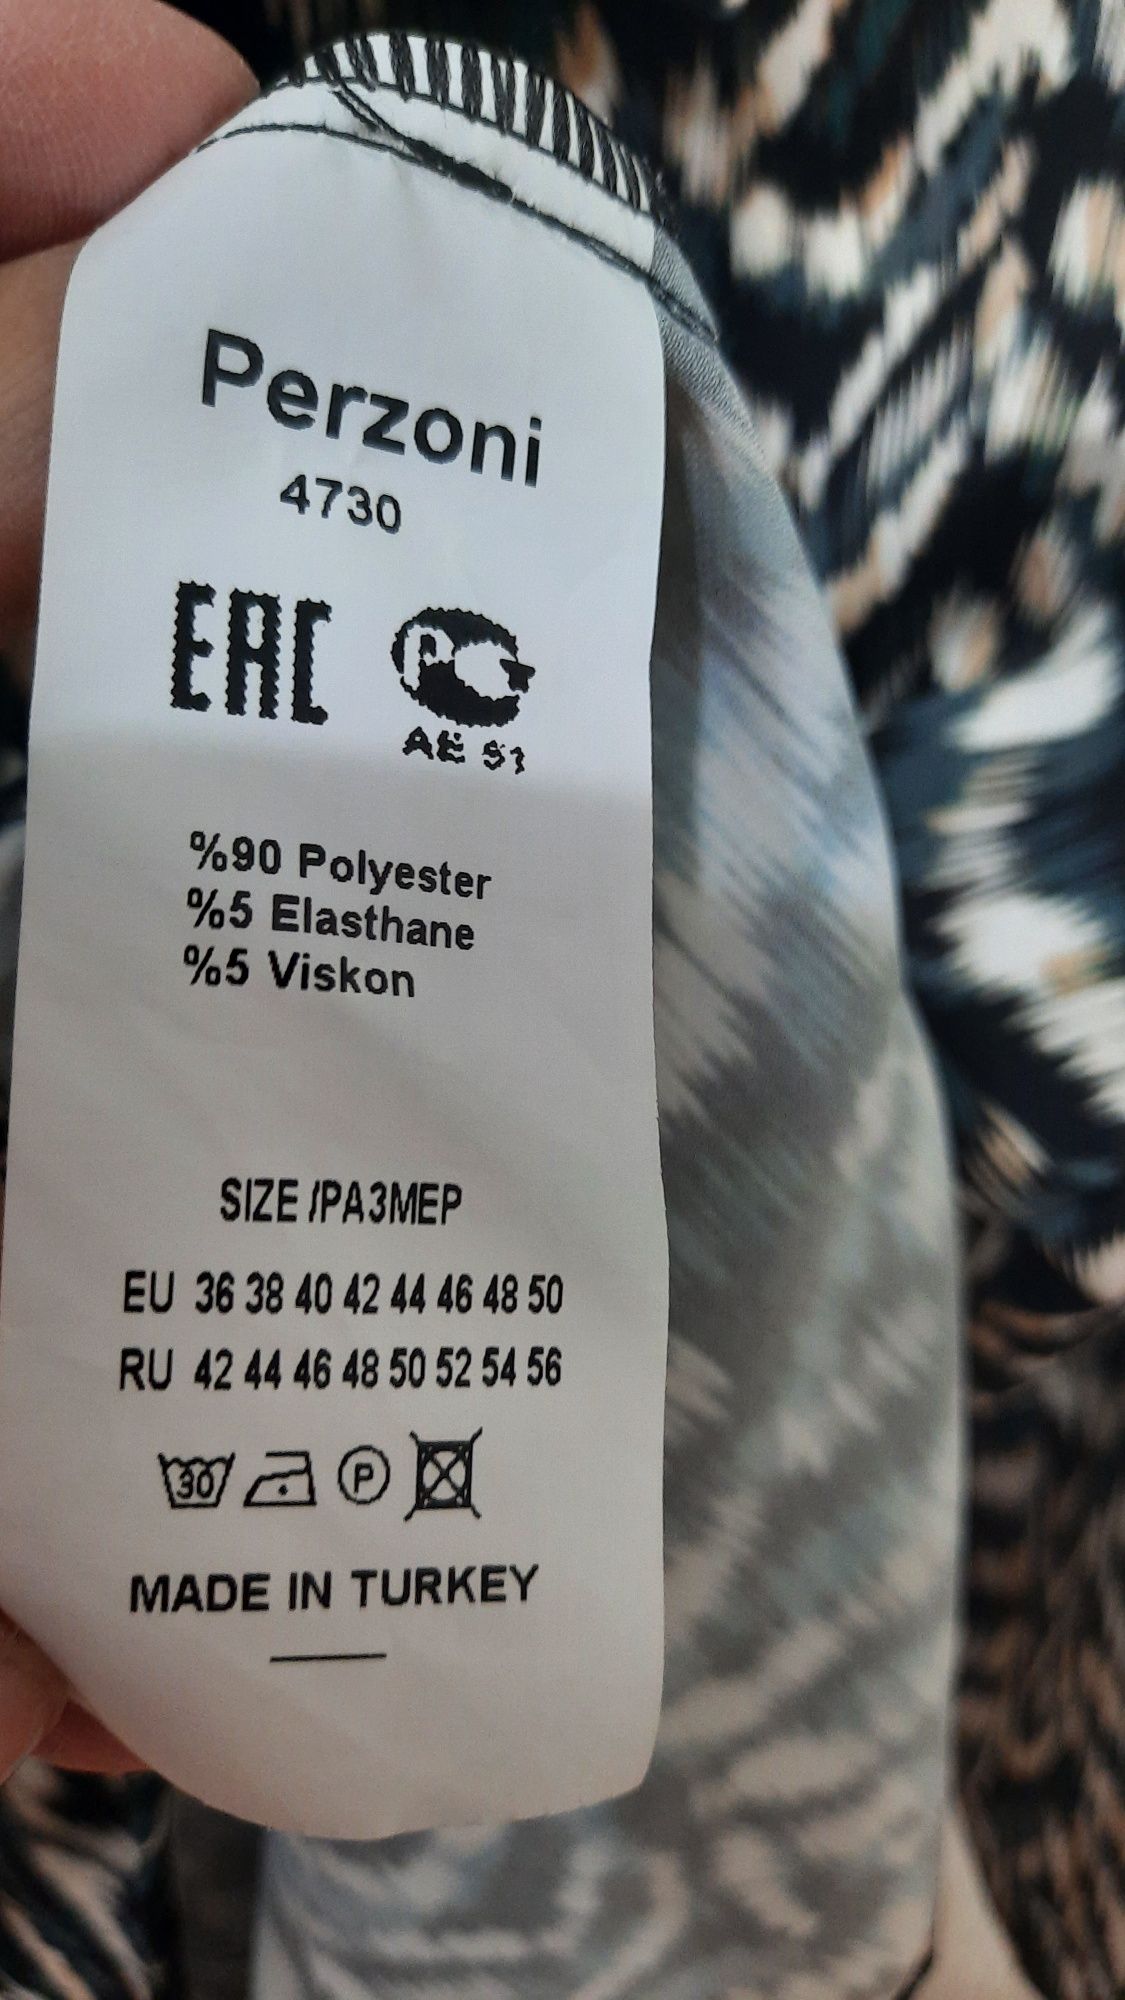 Perzoni
4730
EAC PC
AE 51
%90 Polyester
%5 Elasthane
%5 Viskon
SIZE /PA3MEP
EU 36 38 40 42 44 46 48 50
RU 42 44 46 48 50 52 54 56
30 P
MADE IN TURKEY